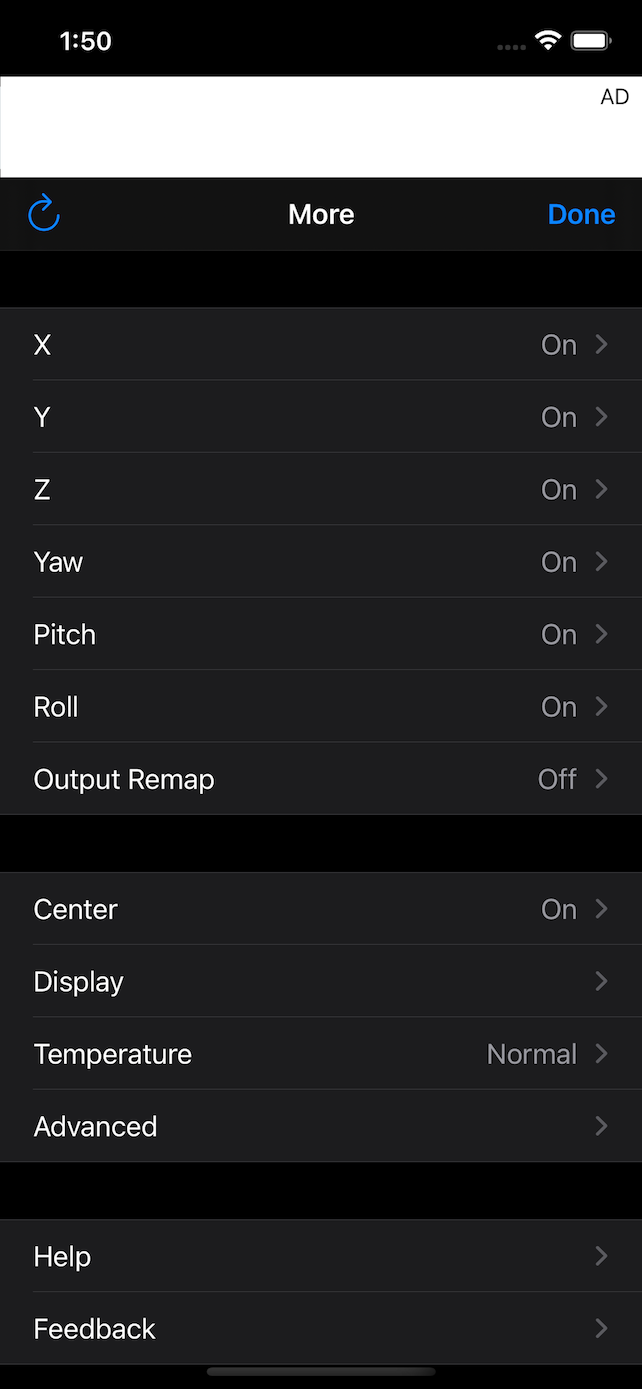 1:50
AD
More Done
X On
Y On
Z On
Yaw On
Pitch On
Roll On
Output Remap Off
Center On
Display
Temperature Normal
Advanced
Help
Feedback